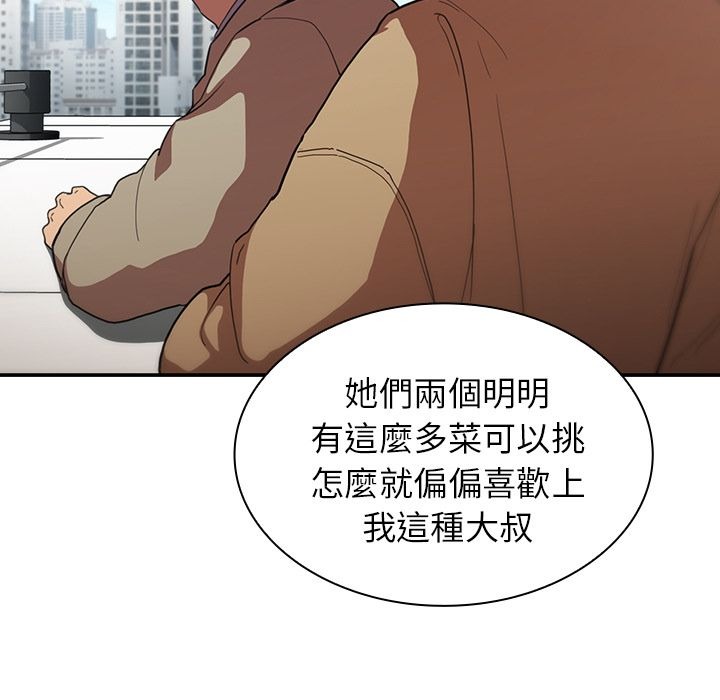 她們兩個明明
有這麼多菜可以挑
怎麼就偏偏喜歡上
我這種大叔